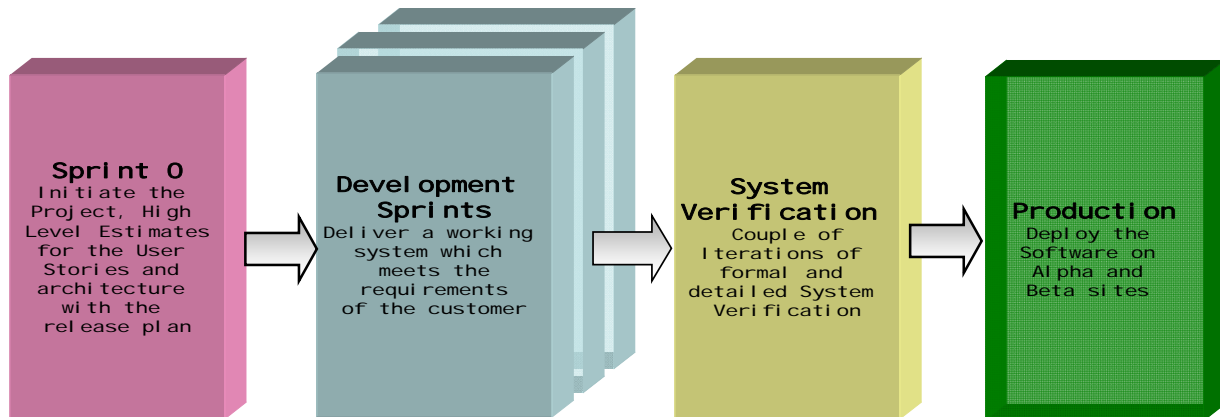 Sprint 0
Initiate the
Project, High
Level Estimates
for the User
Stories and
architecture
with the
release plan
Development
Sprints
Deliver a working
system which
meets the
requirements
of the customer
System
Verification
Couple of
Iterations of
formal and
detailed System
Verification
Production
Deploy the
Software on
Alpha and
Beta sites